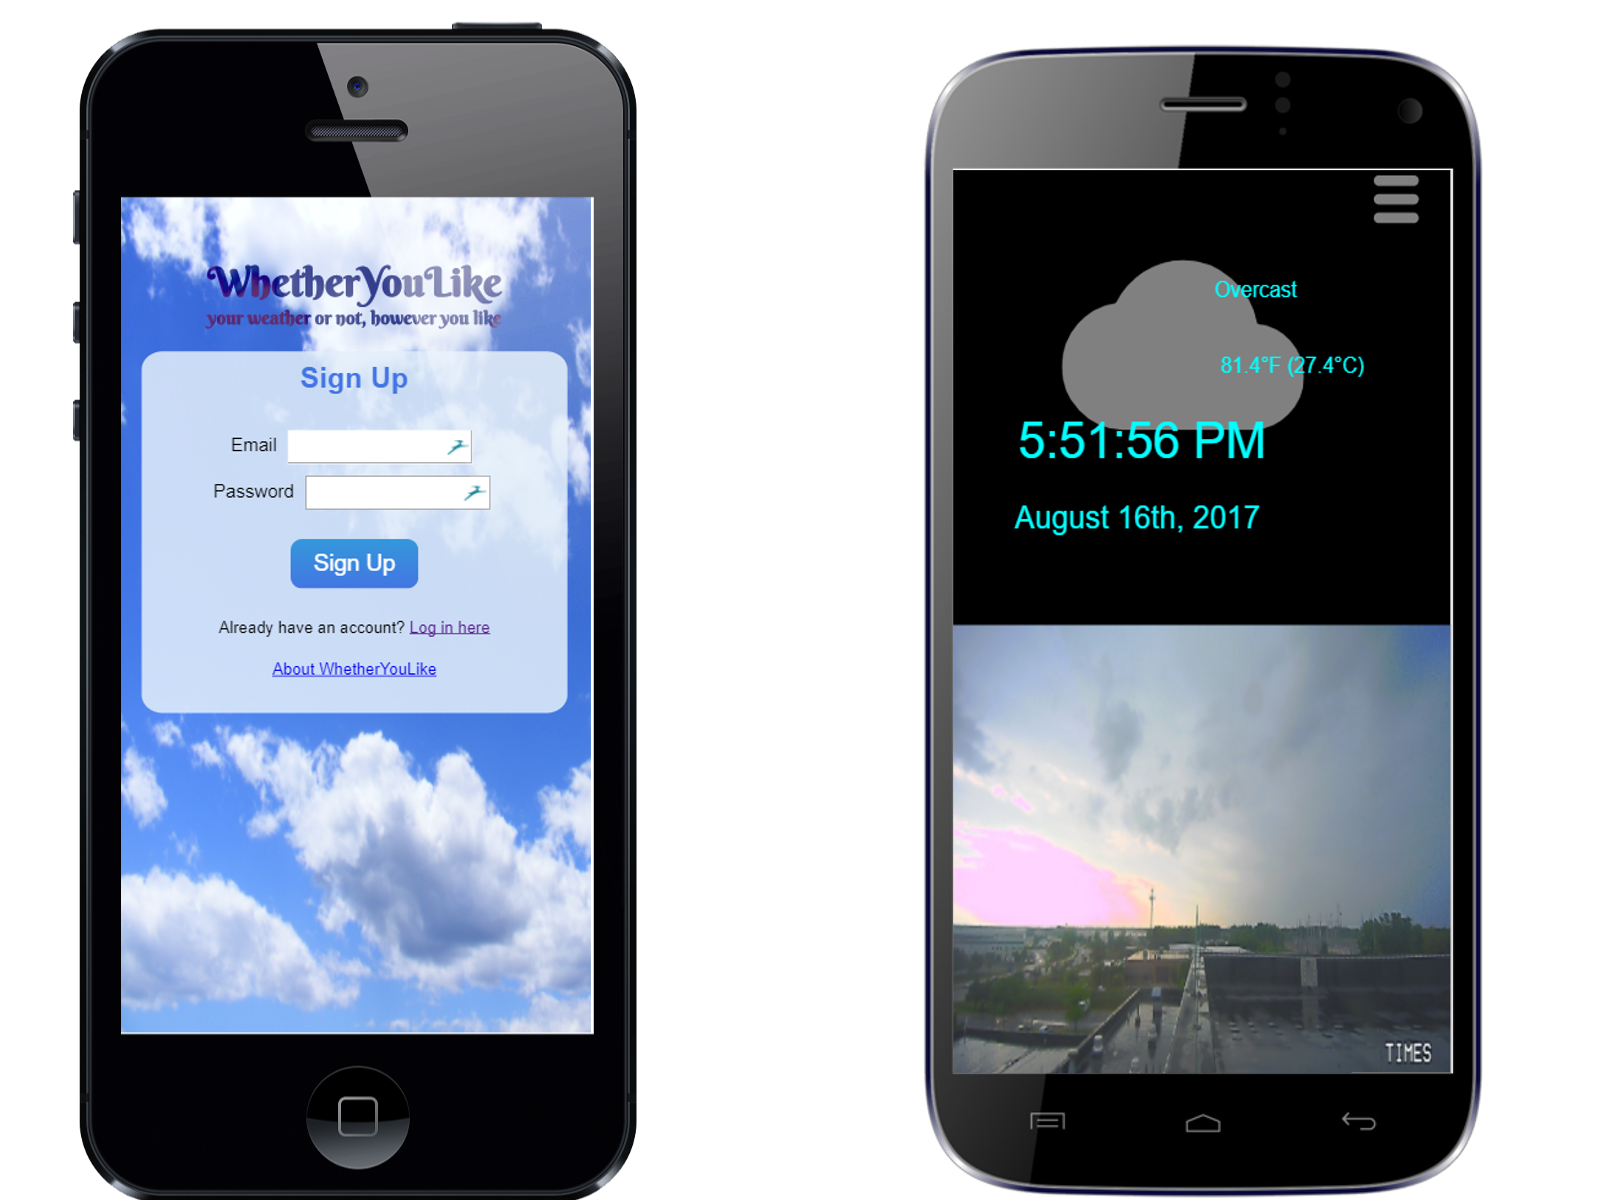 WhetherYouLike
your weather or not, however you like
Sign Up
Email
Password
Sign Up
Already have an account? Log in here
About WhetherYouLike
Overcast
81.4°F (27.4°C)
5:51:56 PM
August 16th, 2017
TIMES